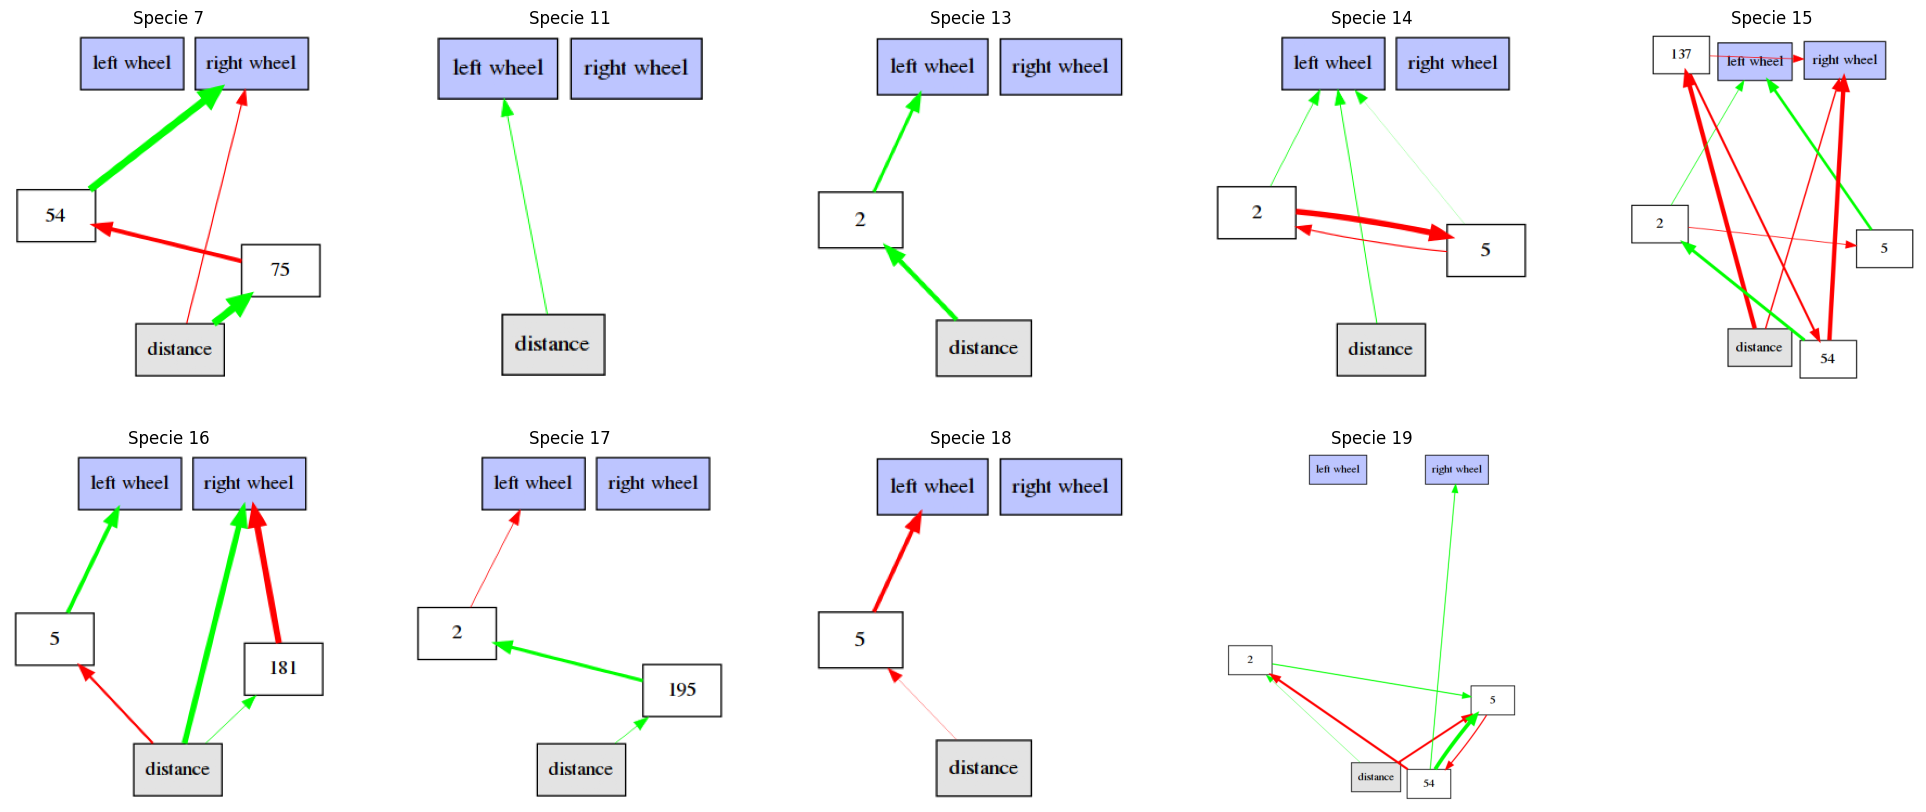 Specie 7
left wheel
right wheel
54
75
distance
Specie 11
left wheel
right wheel
distance
Specie 13
left wheel
right wheel
2
distance
Specie 14
left wheel
right wheel
2
5
distance
Specie 15
137
left wheel
right wheel
2
5
distance
54
Specie 16
left wheel
right wheel
5
181
distance
Specie 17
left wheel
right wheel
2
195
distance
Specie 18
left wheel
right wheel
5
distance
Specie 19
left wheel
right wheel
2
5
distance
54